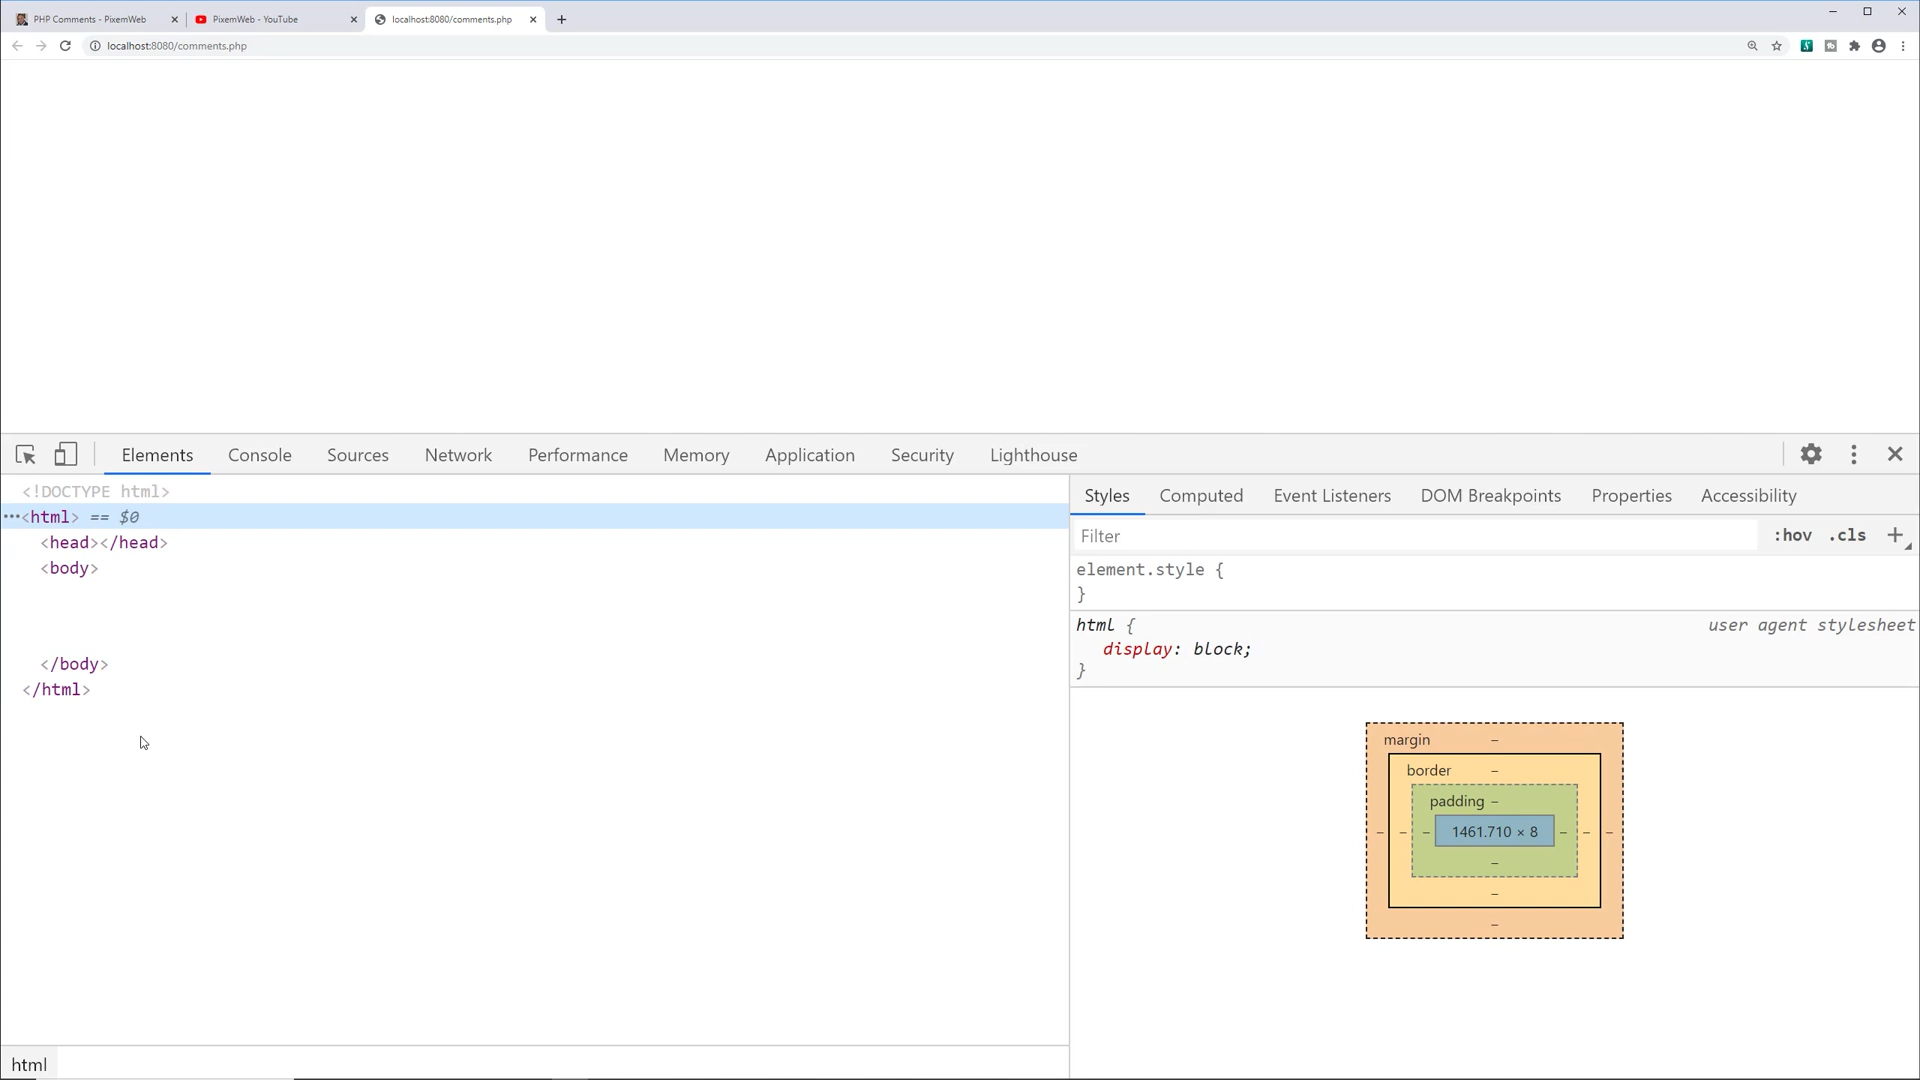 PHP Comments - PixemWeb
PixemWeb - YouTube
localhost:8080/comments.php
localhost:8080/comments.php
Elements Console Sources Network Performance Memory Application Security Lighthouse
<!DOCTYPE html>
<html> == $0
<head></head>
<body>
</body>
</html>
html
Styles Computed Event Listeners DOM Breakpoints Properties Accessibility
Filter :hov .cls
element.style {
}
html { user agent stylesheet
display: block;
}
margin –
border –
padding –
– – – 1461.710 × 8 – – –
–
–
–